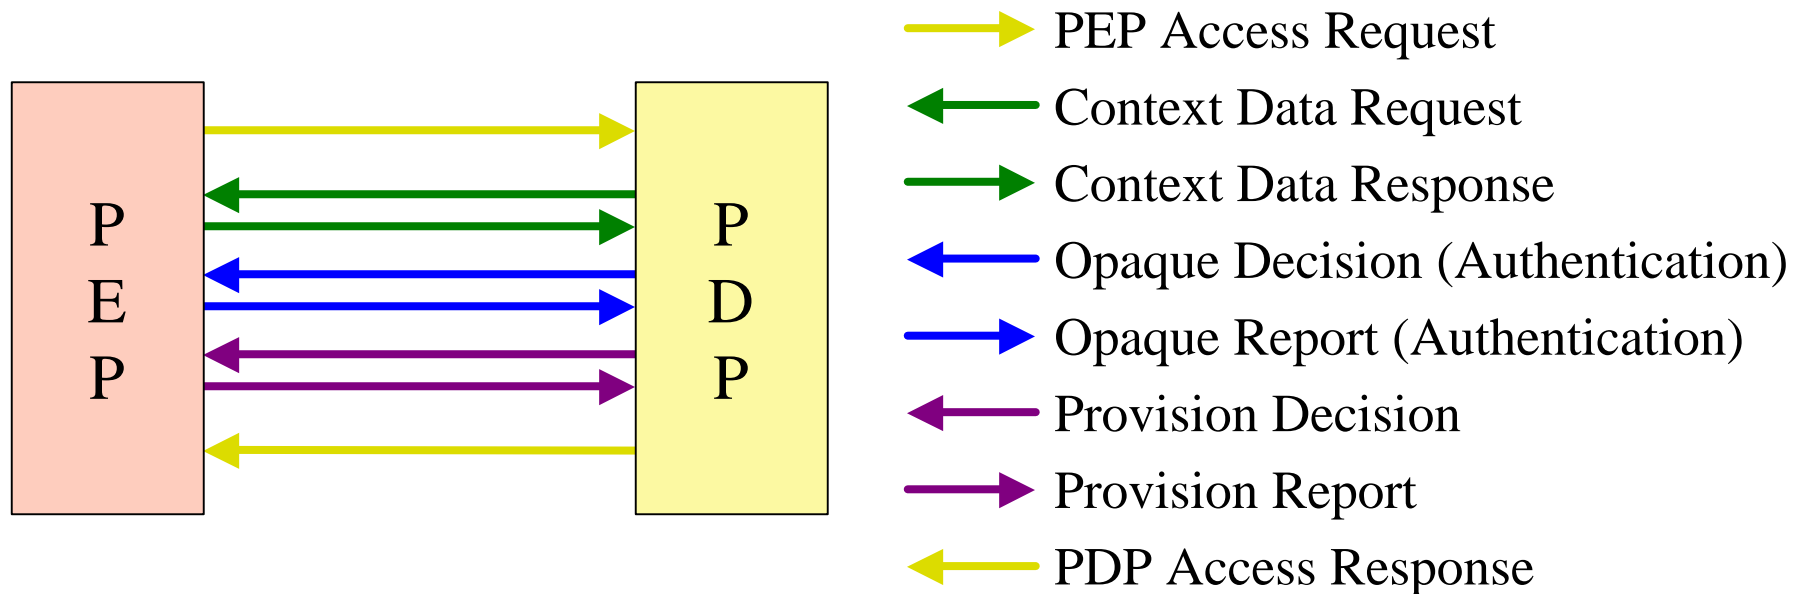 P
E
P
P
D
P
PEP Access Request
Context Data Request
Context Data Response
Opaque Decision (Authentication)
Opaque Report (Authentication)
Provision Decision
Provision Report
PDP Access Response